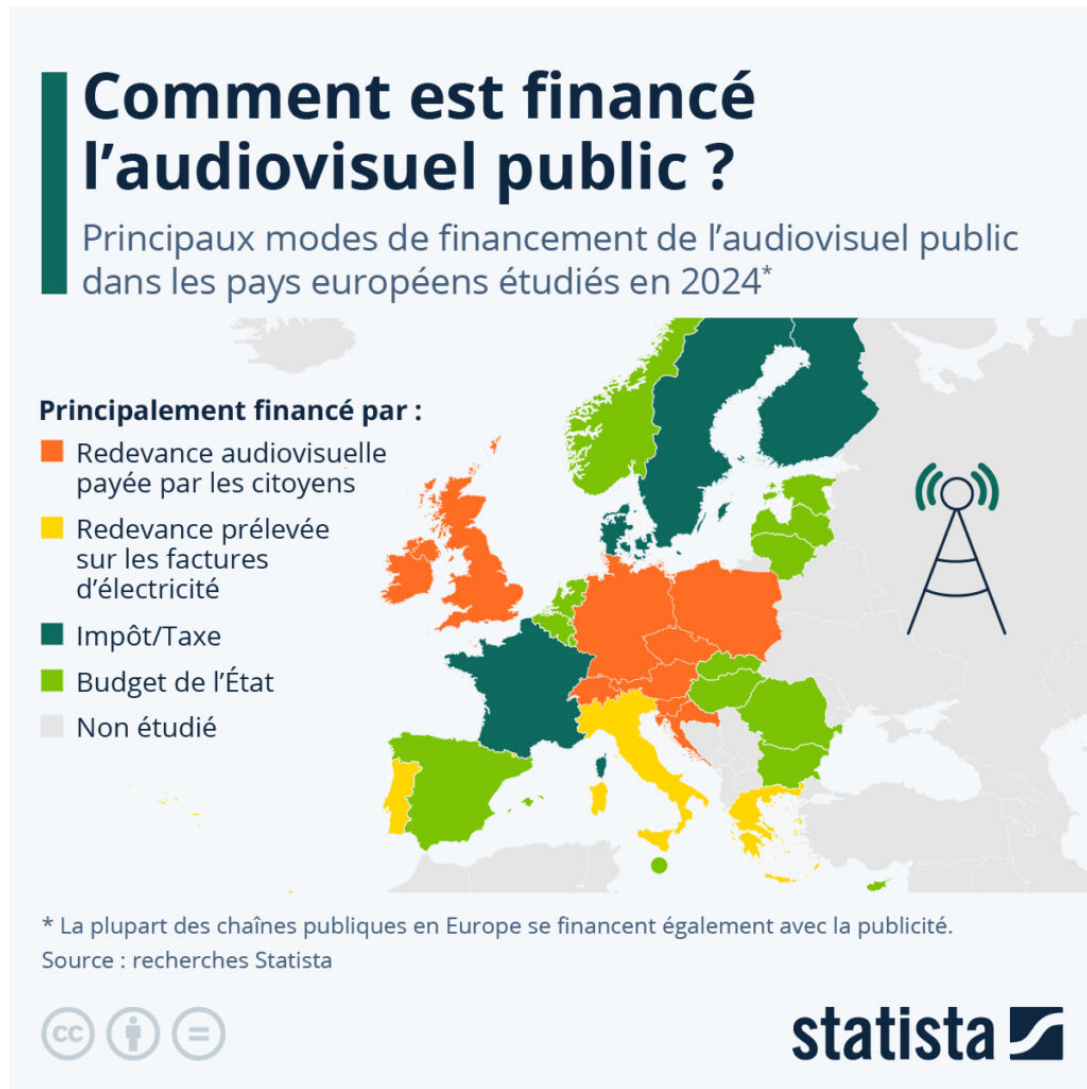 Comment est financé
l’audiovisuel public ?
Principaux modes de financement de l’audiovisuel public
dans les pays européens étudiés en 2024*
Principalement financé par :
Redevance audiovisuelle
payée par les citoyens
Redevance prélevée
sur les factures
d’électricité
Impôt/Taxe
Budget de l’État
Non étudié
* La plupart des chaînes publiques en Europe se financent également avec la publicité.
Source : recherches Statista
cc
statista